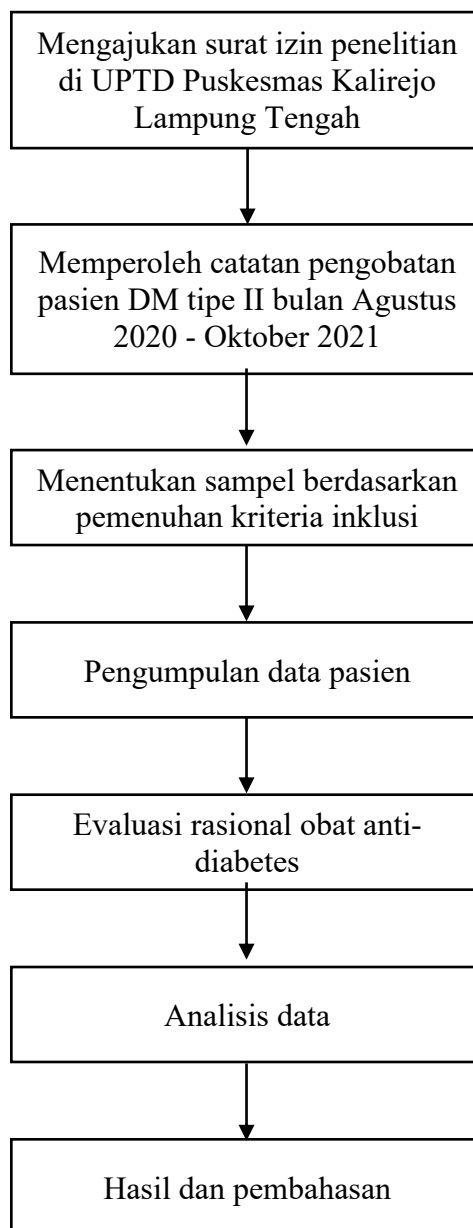 Mengajukan surat izin penelitian
di UPTD Puskesmas Kalirejo
Lampung Tengah
Memperoleh catatan pengobatan
pasien DM tipe II bulan Agustus
2020 - Oktober 2021
Menentukan sampel berdasarkan
pemenuhan kriteria inklusi
Pengumpulan data pasien
Evaluasi rasional obat anti-
diabetes
Analisis data
Hasil dan pembahasan